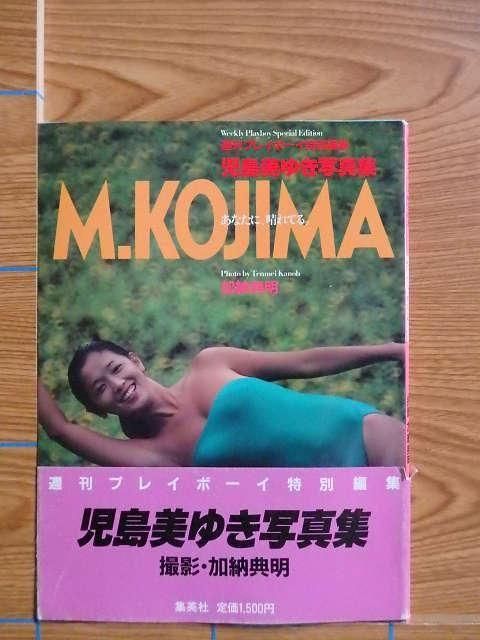 Weekly Playboy Special Edition
週刊プレイボーイ特別編集
児島美ゆき写真集
M.KOJIMA
あなたに、晴れてる。
Photo by Tenmei Kanoh
加納典明
週刊プレイボーイ特別編集
児島美ゆき写真集
撮影・加納典明
集英社 定価1,500円